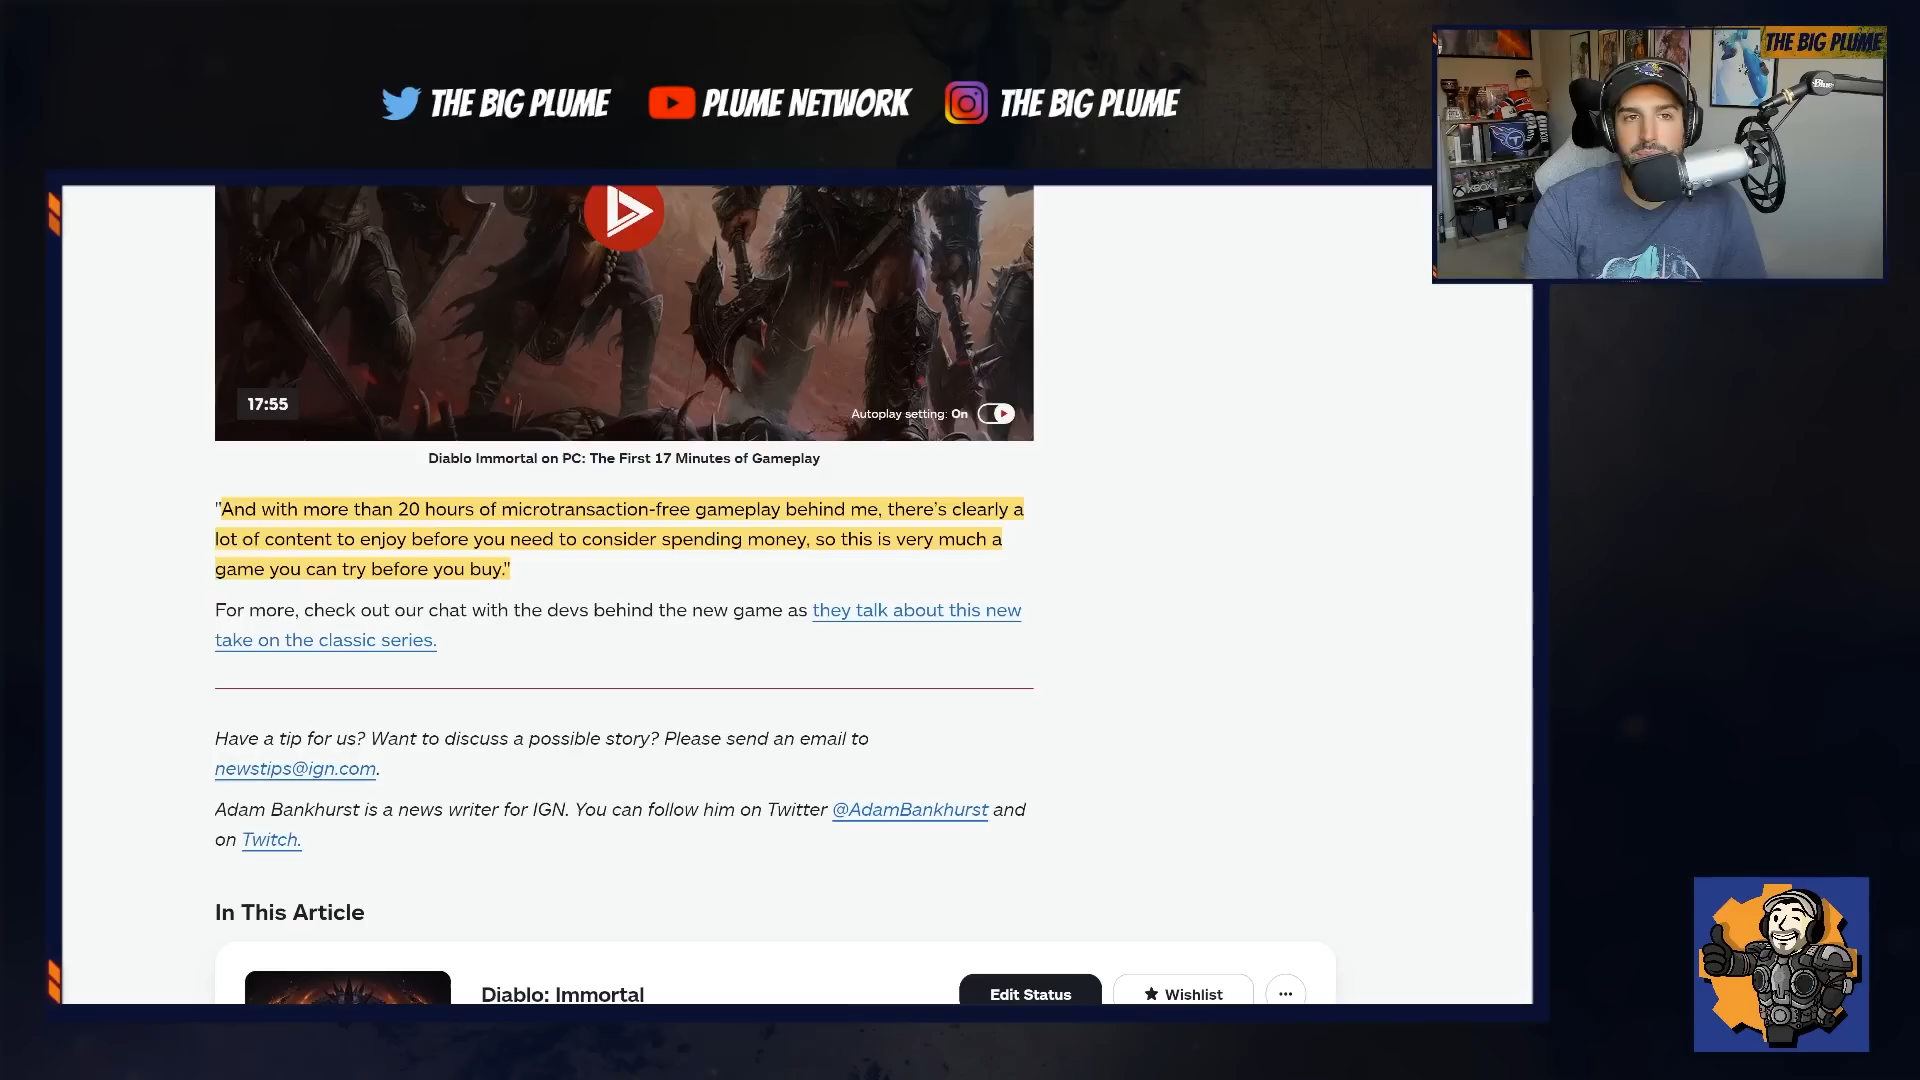 THE BIG PLUME
THE BIG PLUME
PLUME NETWORK
THE BIG PLUME
Blue
XBOX
17:55
Autoplay setting: On
Diablo Immortal on PC: The First 17 Minutes of Gameplay
"And with more than 20 hours of microtransaction-free gameplay behind me, there's clearly a
lot of content to enjoy before you need to consider spending money, so this is very much a
game you can try before you buy."
For more, check out our chat with the devs behind the new game as they talk about this new
take on the classic series.
Have a tip for us? Want to discuss a possible story? Please send an email to
newstips@ign.com.
Adam Bankhurst is a news writer for IGN. You can follow him on Twitter @AdamBankhurst and
on Twitch.
In This Article
Diablo: Immortal
Edit Status
Wishlist